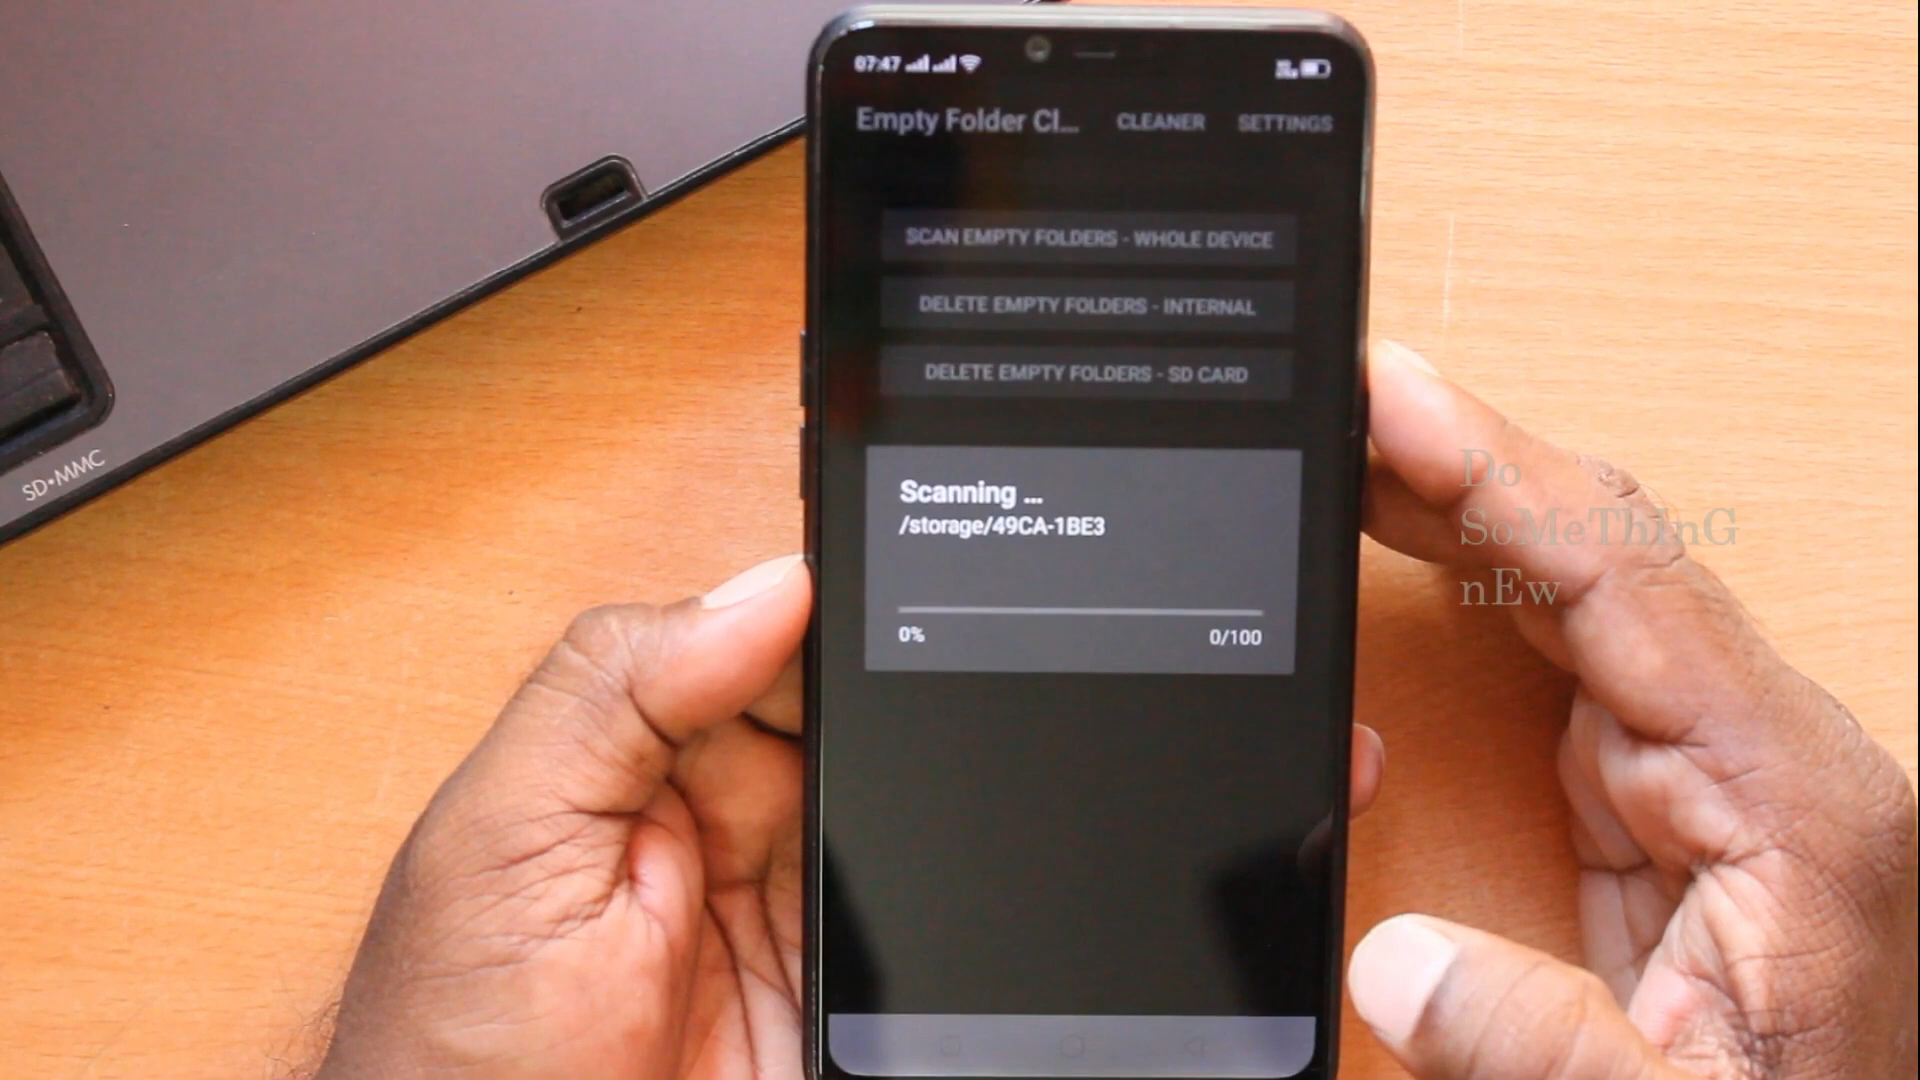 07:47
Empty Folder Cl... CLEANER SETTINGS
SCAN EMPTY FOLDERS - WHOLE DEVICE
DELETE EMPTY FOLDERS - INTERNAL
DELETE EMPTY FOLDERS - SD CARD
Scanning ...
/storage/49CA-1BE3
0% 0/100
SD•MMC
Do
SoMeThInG
nEw